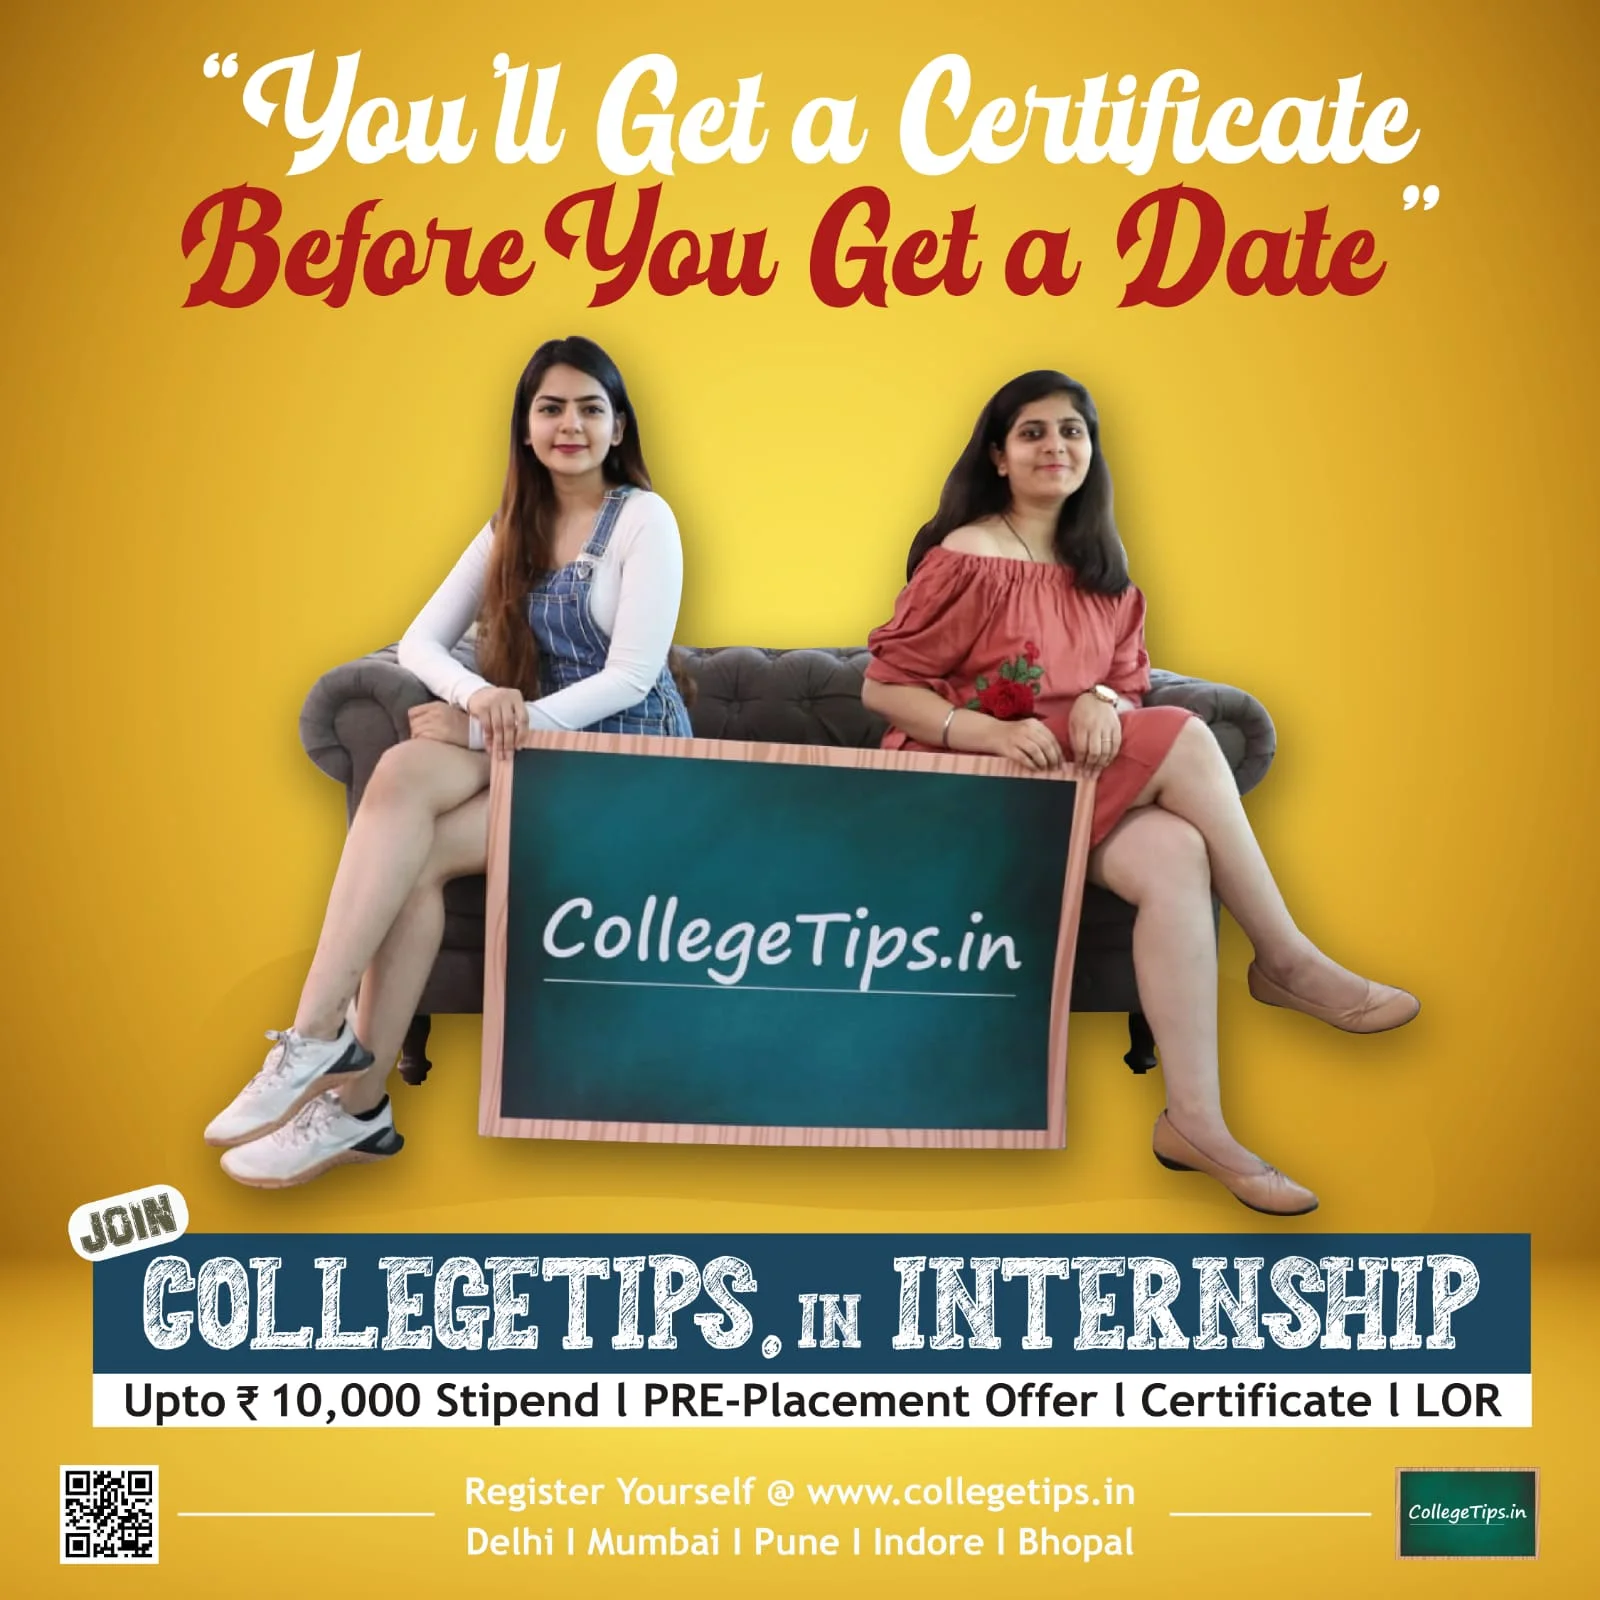 “You'll Get a Certificate
Before You Get a Date”
CollegeTips.in
JOIN
COLLEGETIPS.IN INTERNSHIP
Upto ₹ 10,000 Stipend l PRE-Placement Offer l Certificate l LOR
Register Yourself @ www.collegetips.in
Delhi I Mumbai I Pune I Indore I Bhopal
CollegeTips.in